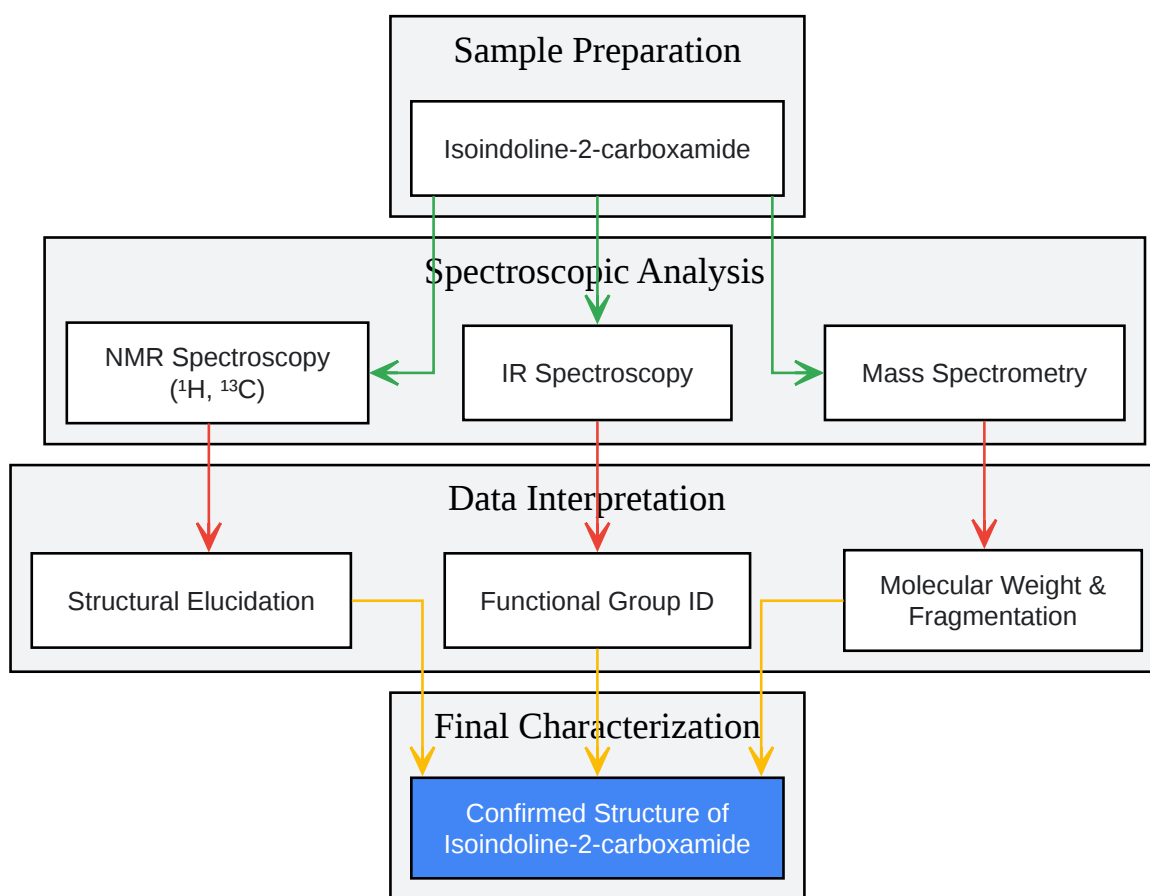 Sample Preparation
Isoindoline-2-carboxamide
Spectroscopic Analysis
NMR Spectroscopy
(¹H, ¹³C)
IR Spectroscopy
Mass Spectrometry
Data Interpretation
Structural Elucidation
Functional Group ID
Molecular Weight &
Fragmentation
Final Characterization
Confirmed Structure of
Isoindoline-2-carboxamide